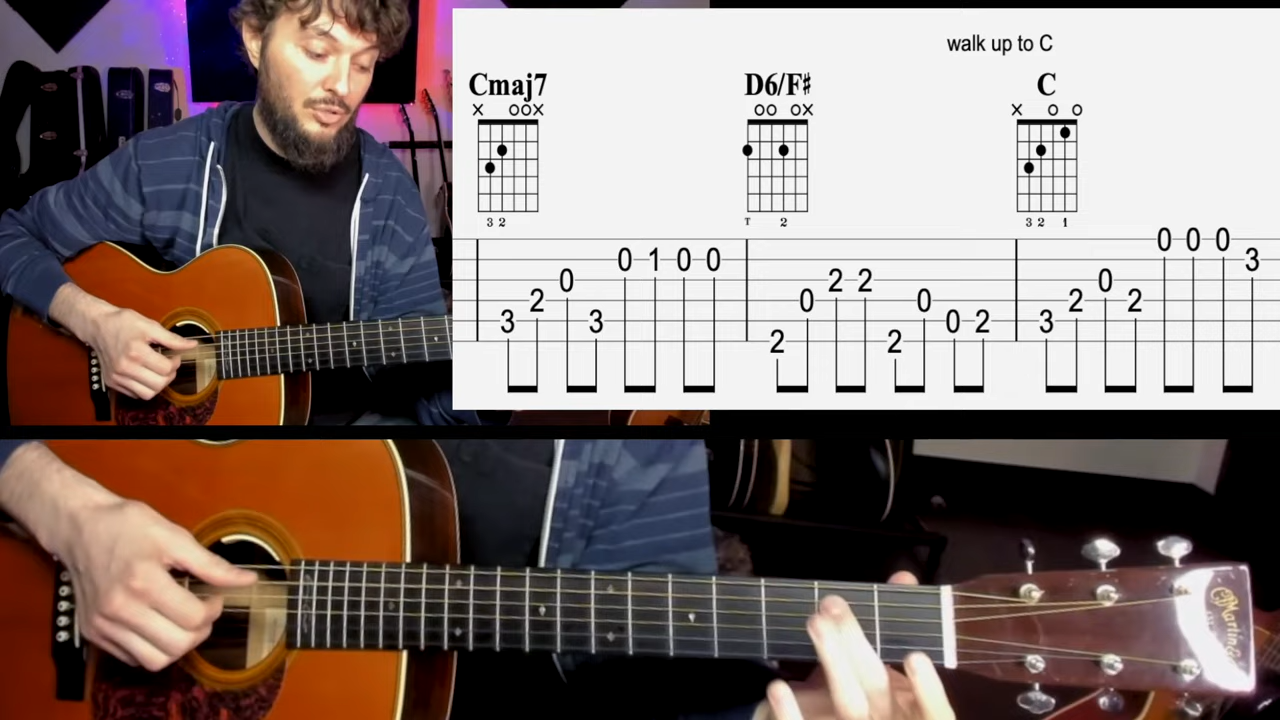 walk up to C
Cmaj7 D6/F♯ C
x oox oo ox x o o
3 2 T 2 3 2 1
0 0 0
0 1 0 0 3
0 2 2 0
2 0 0 2 2
3 3 0 2 3
2 2
C.F. Martin & Co.